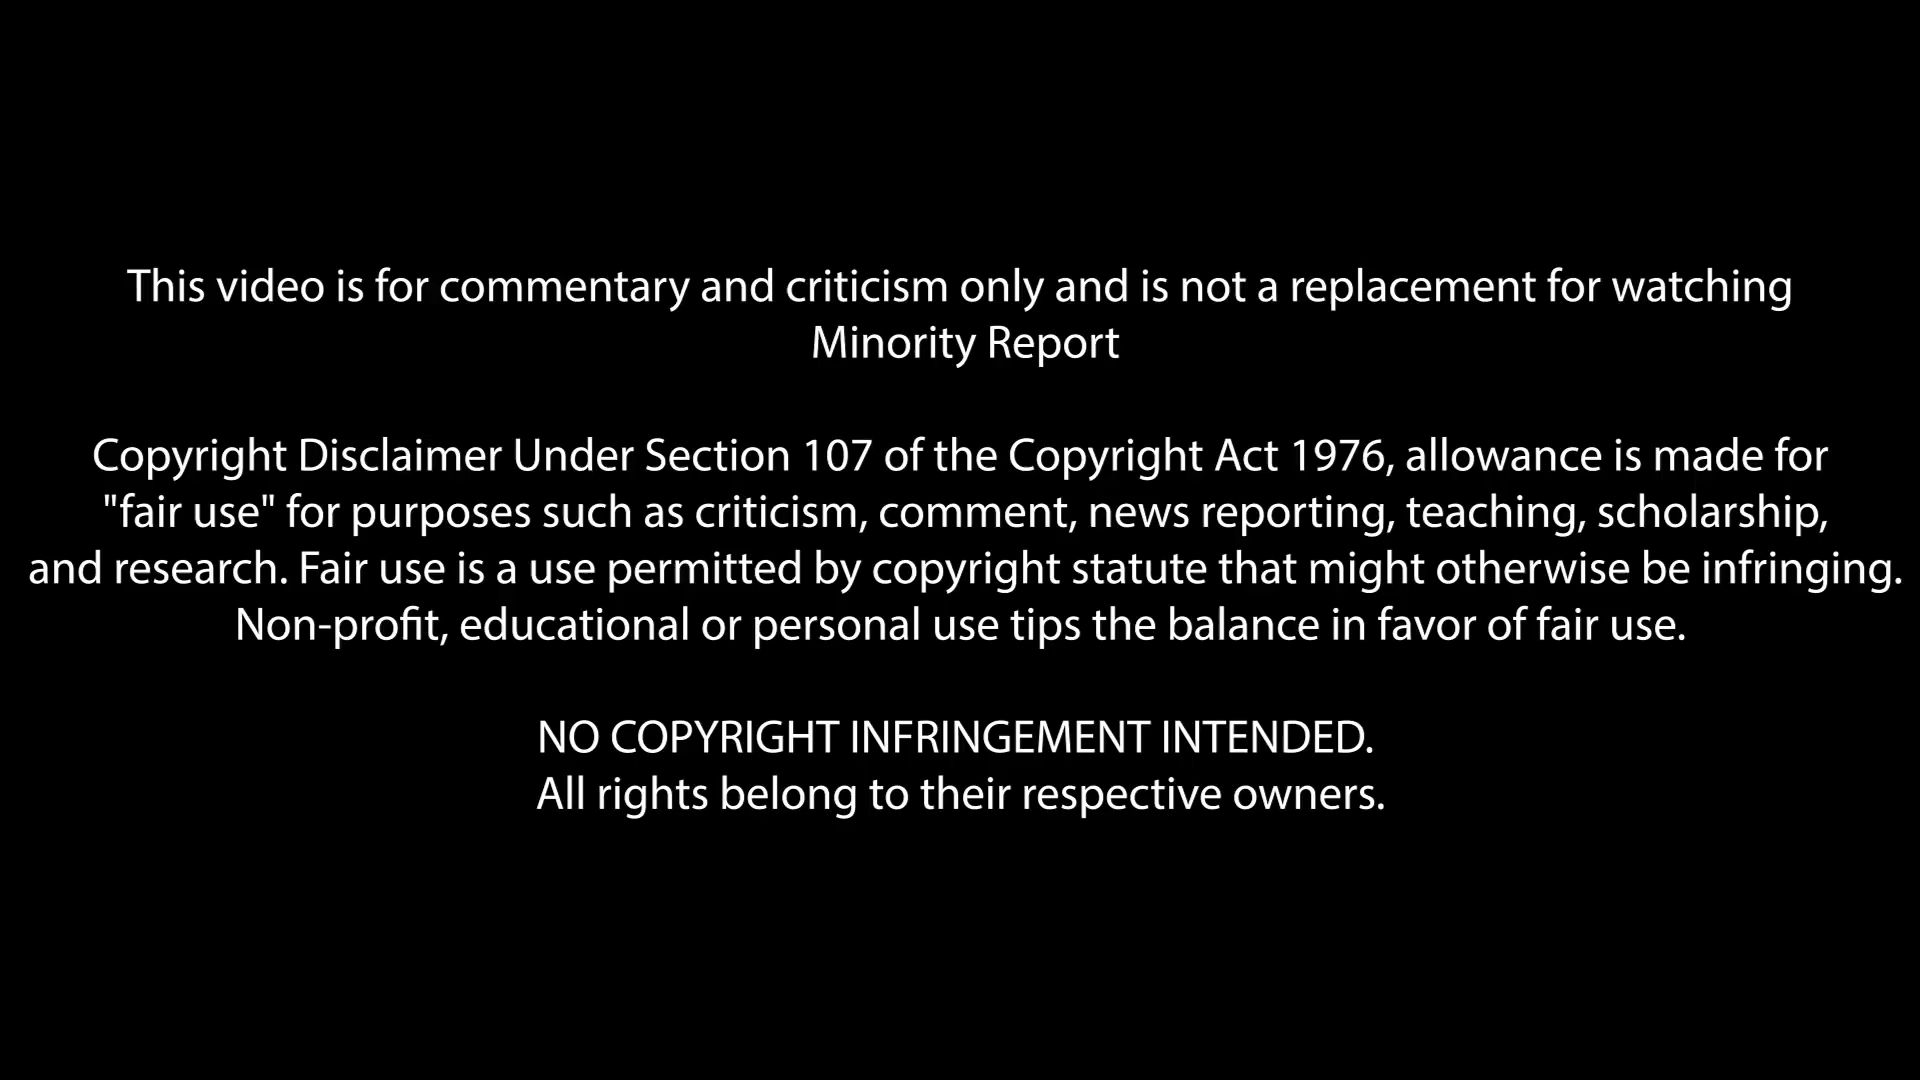 This video is for commentary and criticism only and is not a replacement for watching
Minority Report
Copyright Disclaimer Under Section 107 of the Copyright Act 1976, allowance is made for
"fair use" for purposes such as criticism, comment, news reporting, teaching, scholarship,
and research. Fair use is a use permitted by copyright statute that might otherwise be infringing.
Non-profit, educational or personal use tips the balance in favor of fair use.
NO COPYRIGHT INFRINGEMENT INTENDED.
All rights belong to their respective owners.